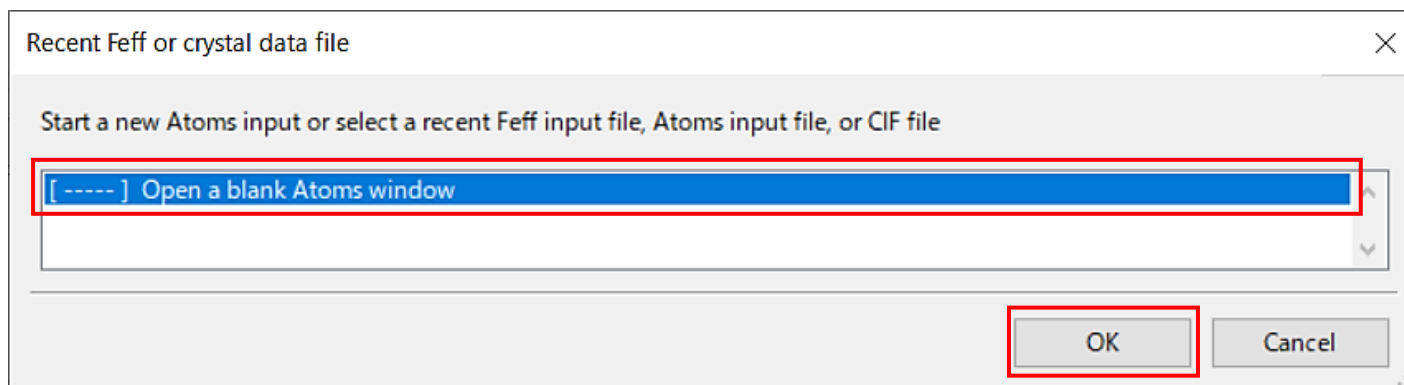 Recent Feff or crystal data file
Start a new Atoms input or select a recent Feff input file, Atoms input file, or CIF file
[ ----- ] Open a blank Atoms window
OK Cancel